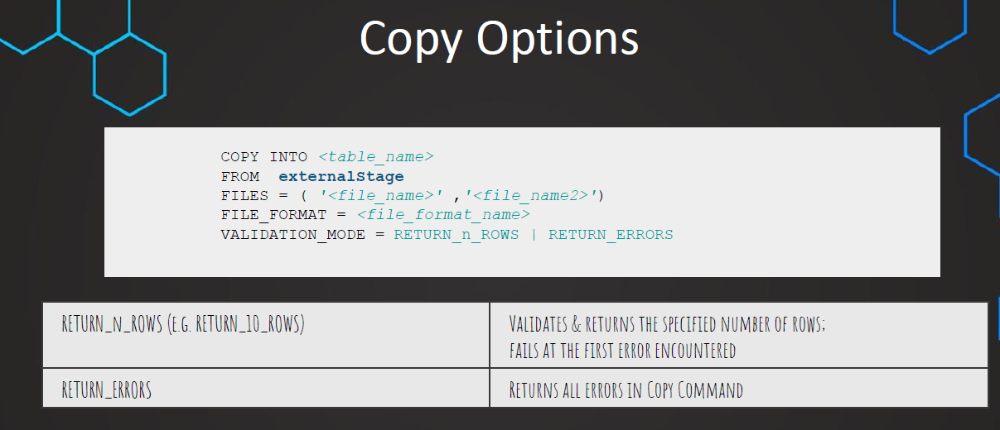 Copy Options
COPY INTO <table_name>
FROM externalStage
FILES = ( '<file_name>' ,'<file_name2>')
FILE_FORMAT = <file_format_name>
VALIDATION_MODE = RETURN_n_ROWS | RETURN_ERRORS
RETURN_n_ROWS (E.G. RETURN_10_ROWS)
VALIDATES & RETURNS THE SPECIFIED NUMBER OF ROWS;
FAILS AT THE FIRST ERROR ENCOUNTERED
RETURN_ERRORS
RETURNS ALL ERRORS IN COPY COMMAND